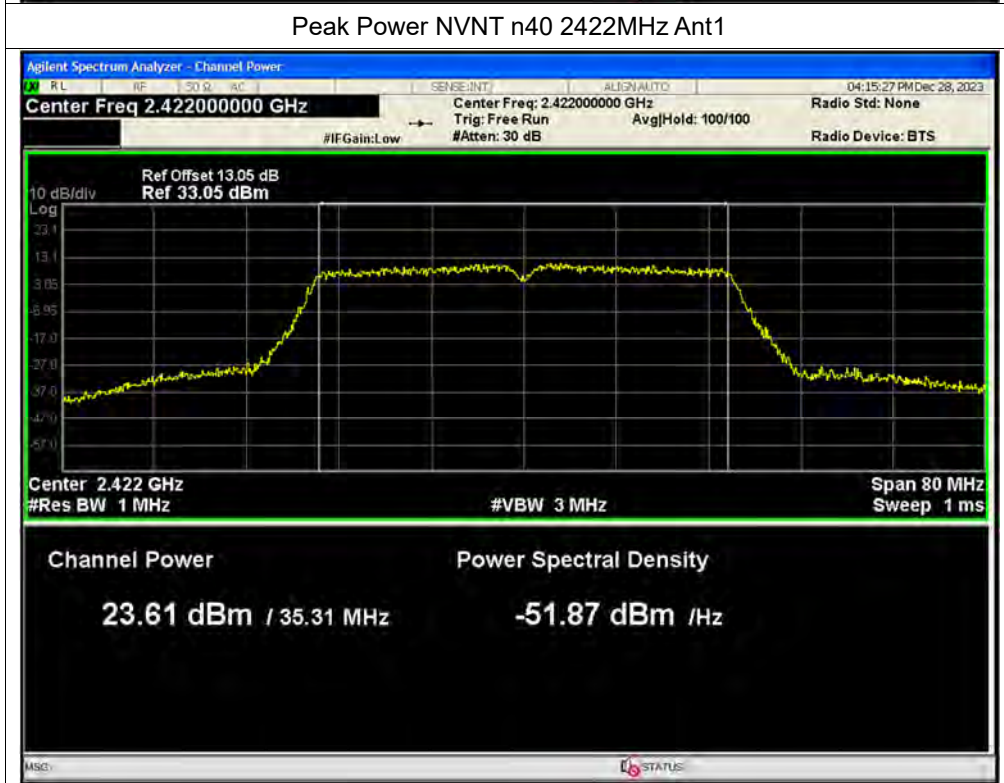 Peak Power NVNT n40 2422MHz Ant1
Agilent Spectrum Analyzer - Channel Power
RL RF 50 Ω AC SENSE:INT ALIGN AUTO 04:15:27 PM Dec 28, 2023
Center Freq 2.422000000 GHz Center Freq: 2.422000000 GHz Radio Std: None
Trig: Free Run Avg|Hold: 100/100
#IFGain:Low #Atten: 30 dB Radio Device: BTS
Ref Offset 13.05 dB
10 dB/div Ref 33.05 dBm
Log
23.1
13.1
3.05
-6.95
-17.0
-27.0
-37.0
-47.0
-57.0
Center 2.422 GHz Span 80 MHz
#Res BW 1 MHz #VBW 3 MHz Sweep 1 ms
Channel Power Power Spectral Density
23.61 dBm / 35.31 MHz -51.87 dBm /Hz
MSG STATUS